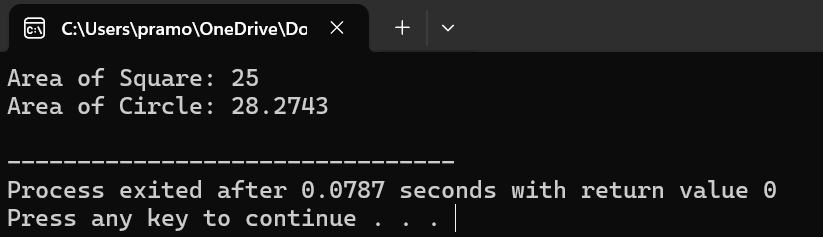 C:\Users\pramo\OneDrive\Do
Area of Square: 25
Area of Circle: 28.2743
--------------------------------
Process exited after 0.0787 seconds with return value 0
Press any key to continue . . .